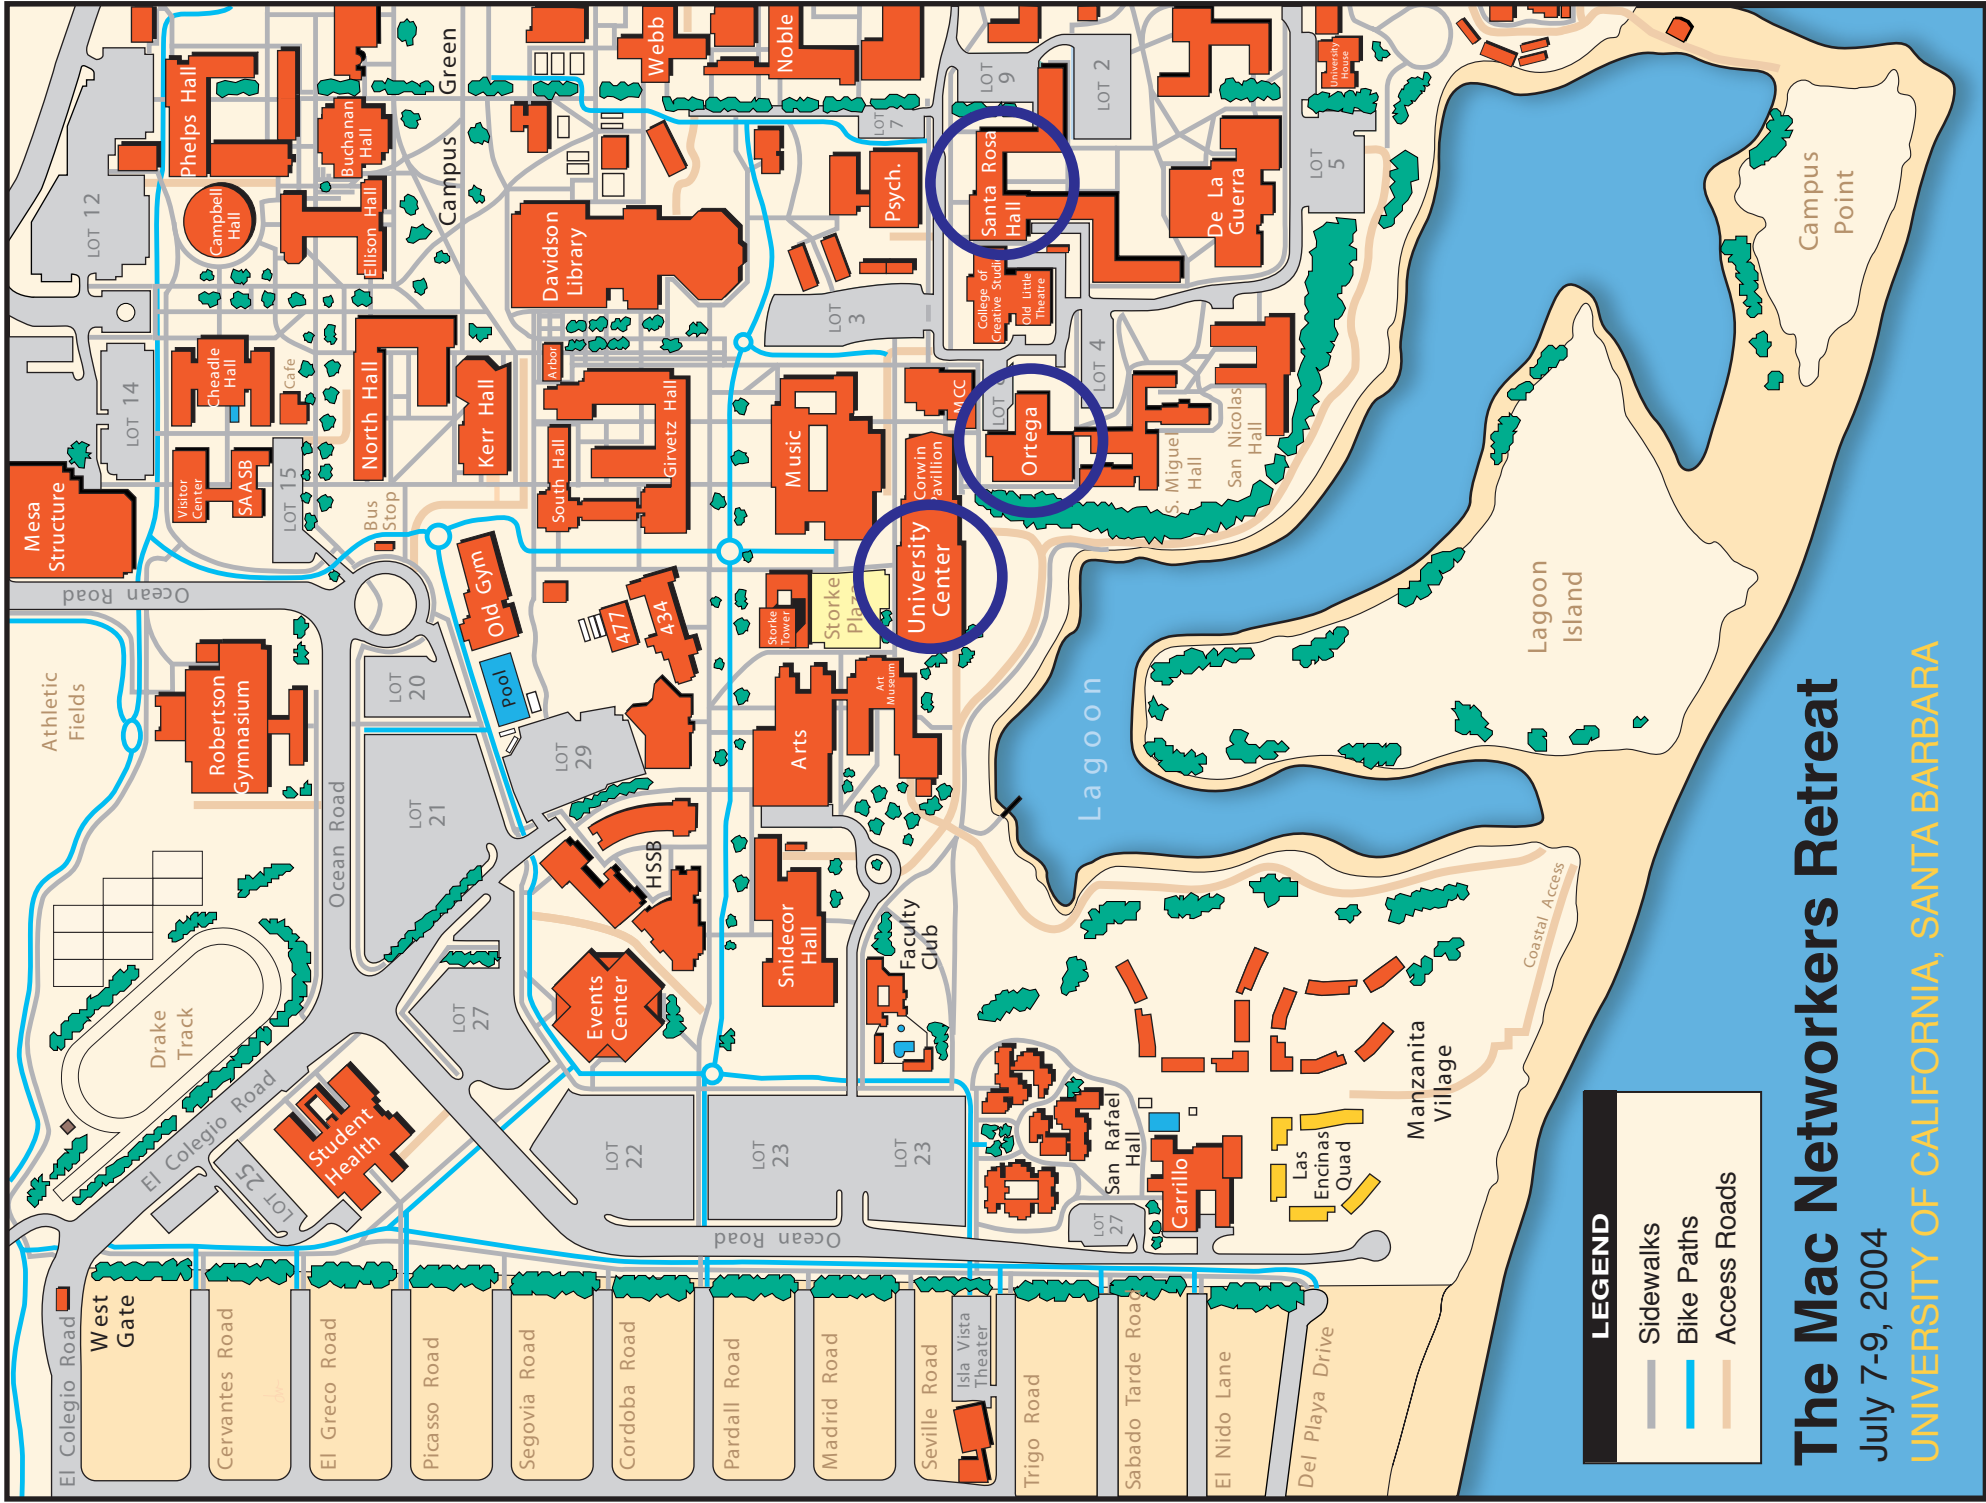 The Mac Networkers Retreat
July 7-9, 2004
UNIVERSITY OF CALIFORNIA, SANTA BARBARA
LEGEND
Sidewalks
Bike Paths
Access Roads
El Colegio Road
West
Gate
Cervantes Road
El Greco Road
Picasso Road
Segovia Road
Cordoba Road
Pardall Road
Madrid Road
Seville Road
Isla Vista
Theater
Trigo Road
Sabado Tarde Road
El Nido Lane
Del Playa Drive
El Colegio Road
LOT 25
Student
Health
Ocean Road
LOT
22
LOT
23
LOT
23
LOT
27
San Rafael
Hall
Carrillo
Las
Encinas
Quad
Manzanita
Village
Coastal Access
Drake
Track
LOT
27
Events
Center
HSSB
Snidecor
Hall
Faculty
Club
Ocean Road
LOT
21
LOT
20
LOT
29
Pool
Arts
Art
Museum
Athletic
Fields
Robertson
Gymnasium
Ocean Road
Old Gym
477
434
Storke
Tower
Storke
Plaza
University
Center
Lagoon
Lagoon
Island
Mesa
Structure
LOT 14
Visitor
Center
SAASB
LOT 15
Bus
Stop
Cheadle
Hall
Cafe
North Hall
Kerr Hall
South Hall
Girvetz Hall
Arbor
Music
Corwin
Pavillion
MCC
LOT
Ortega
LOT 4
S. Miguel
Hall
San Nicolas
Hall
LOT 12
Phelps Hall
Campbell
Hall
Buchanan
Hall
Ellison Hall
Campus Green
Davidson
Library
Webb
Noble
Psych.
LOT
7
LOT
3
LOT
9
LOT 2
Santa Rosa
Hall
College of
Creative Studies
Old Little
Theatre
De La
Guerra
LOT
5
University
House
Campus
Point